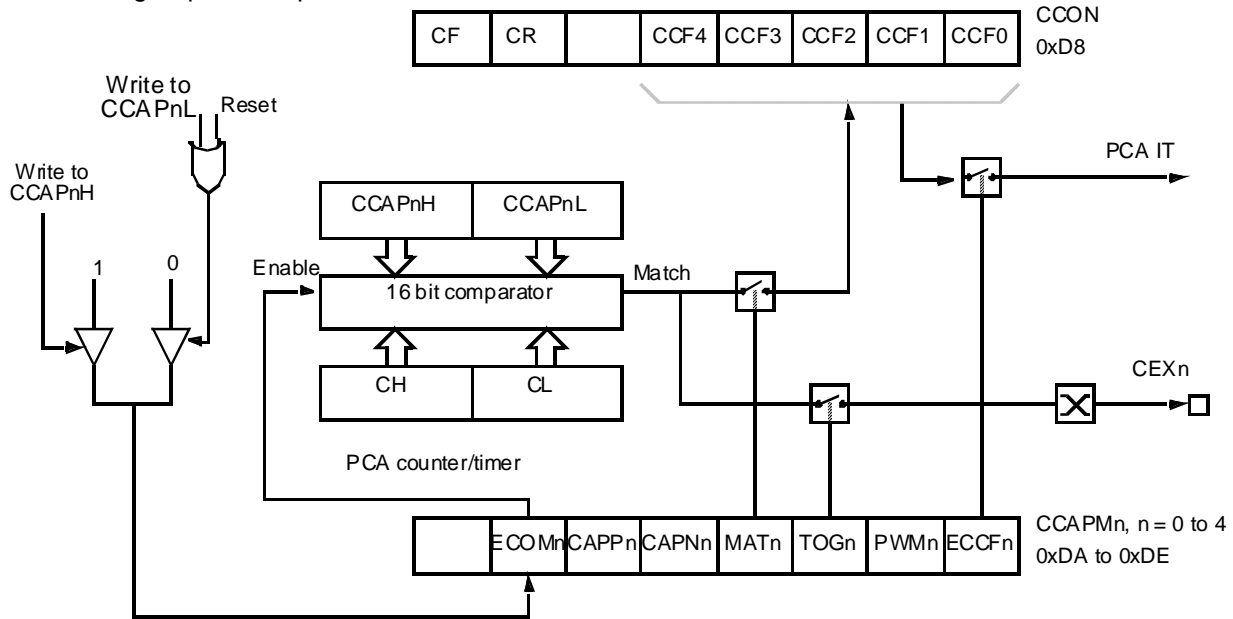 CF CR CCF4 CCF3 CCF2 CCF1 CCF0
CCON
0xD8
Write to
CCAPnL
Reset
Write to
CCAPnH
PCA IT
CCAPnH CCAPnL
1
0
Enable
16 bit comparator
Match
CH CL
CEXn
PCA counter/timer
ECOMn CAPPn CAPNn MATn TOGn PWMn ECCFn
CCAPMn, n = 0 to 4
0xDA to 0xDE